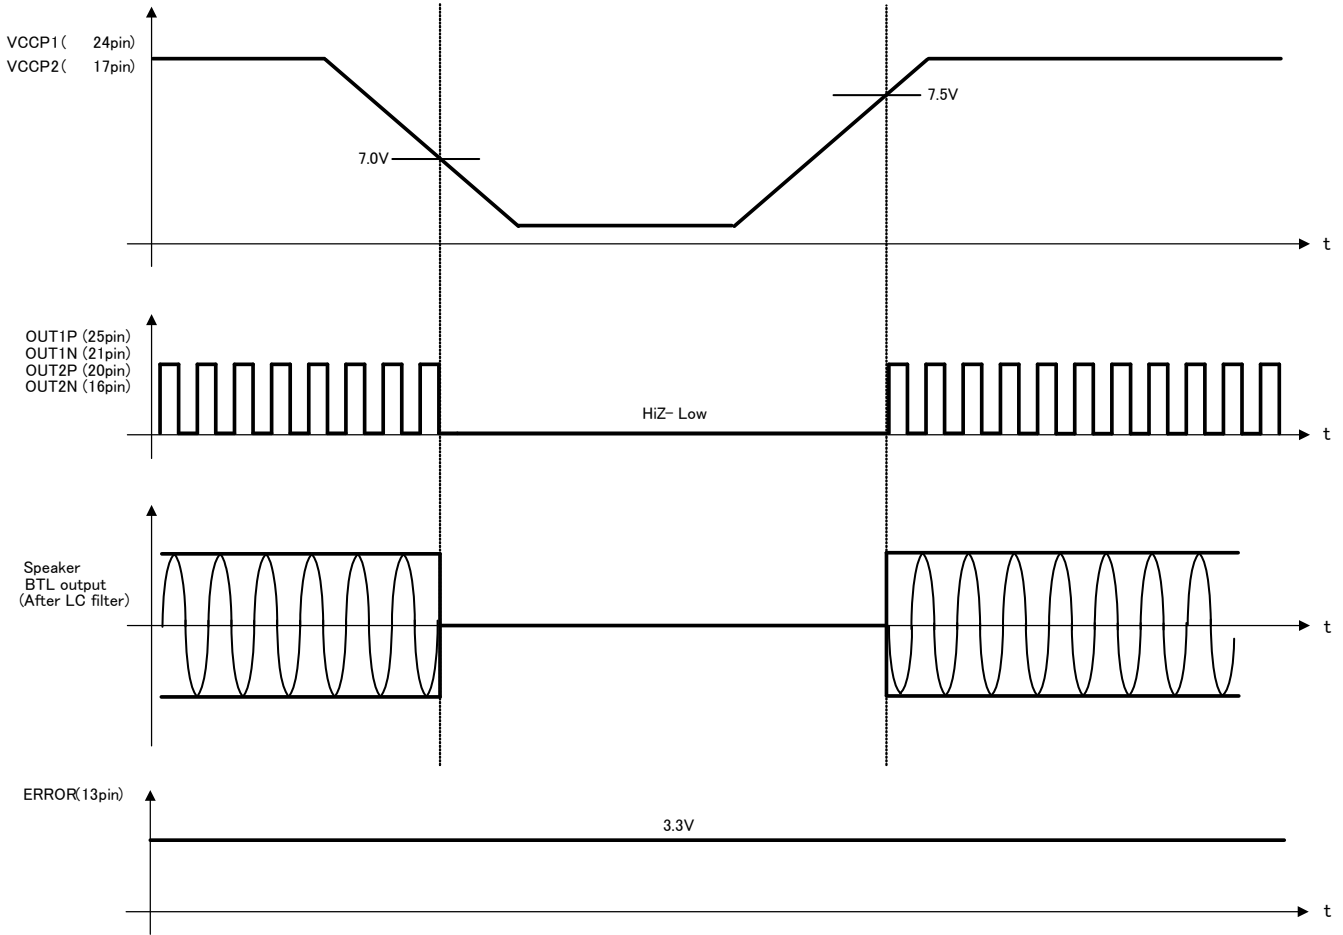 VCCP1( 24pin)
VCCP2( 17pin)
7.5V
7.0V
t
OUT1P (25pin)
OUT1N (21pin)
OUT2P (20pin)
OUT2N (16pin)
HiZ- Low
t
Speaker
BTL output
(After LC filter)
t
ERROR(13pin)
3.3V
t